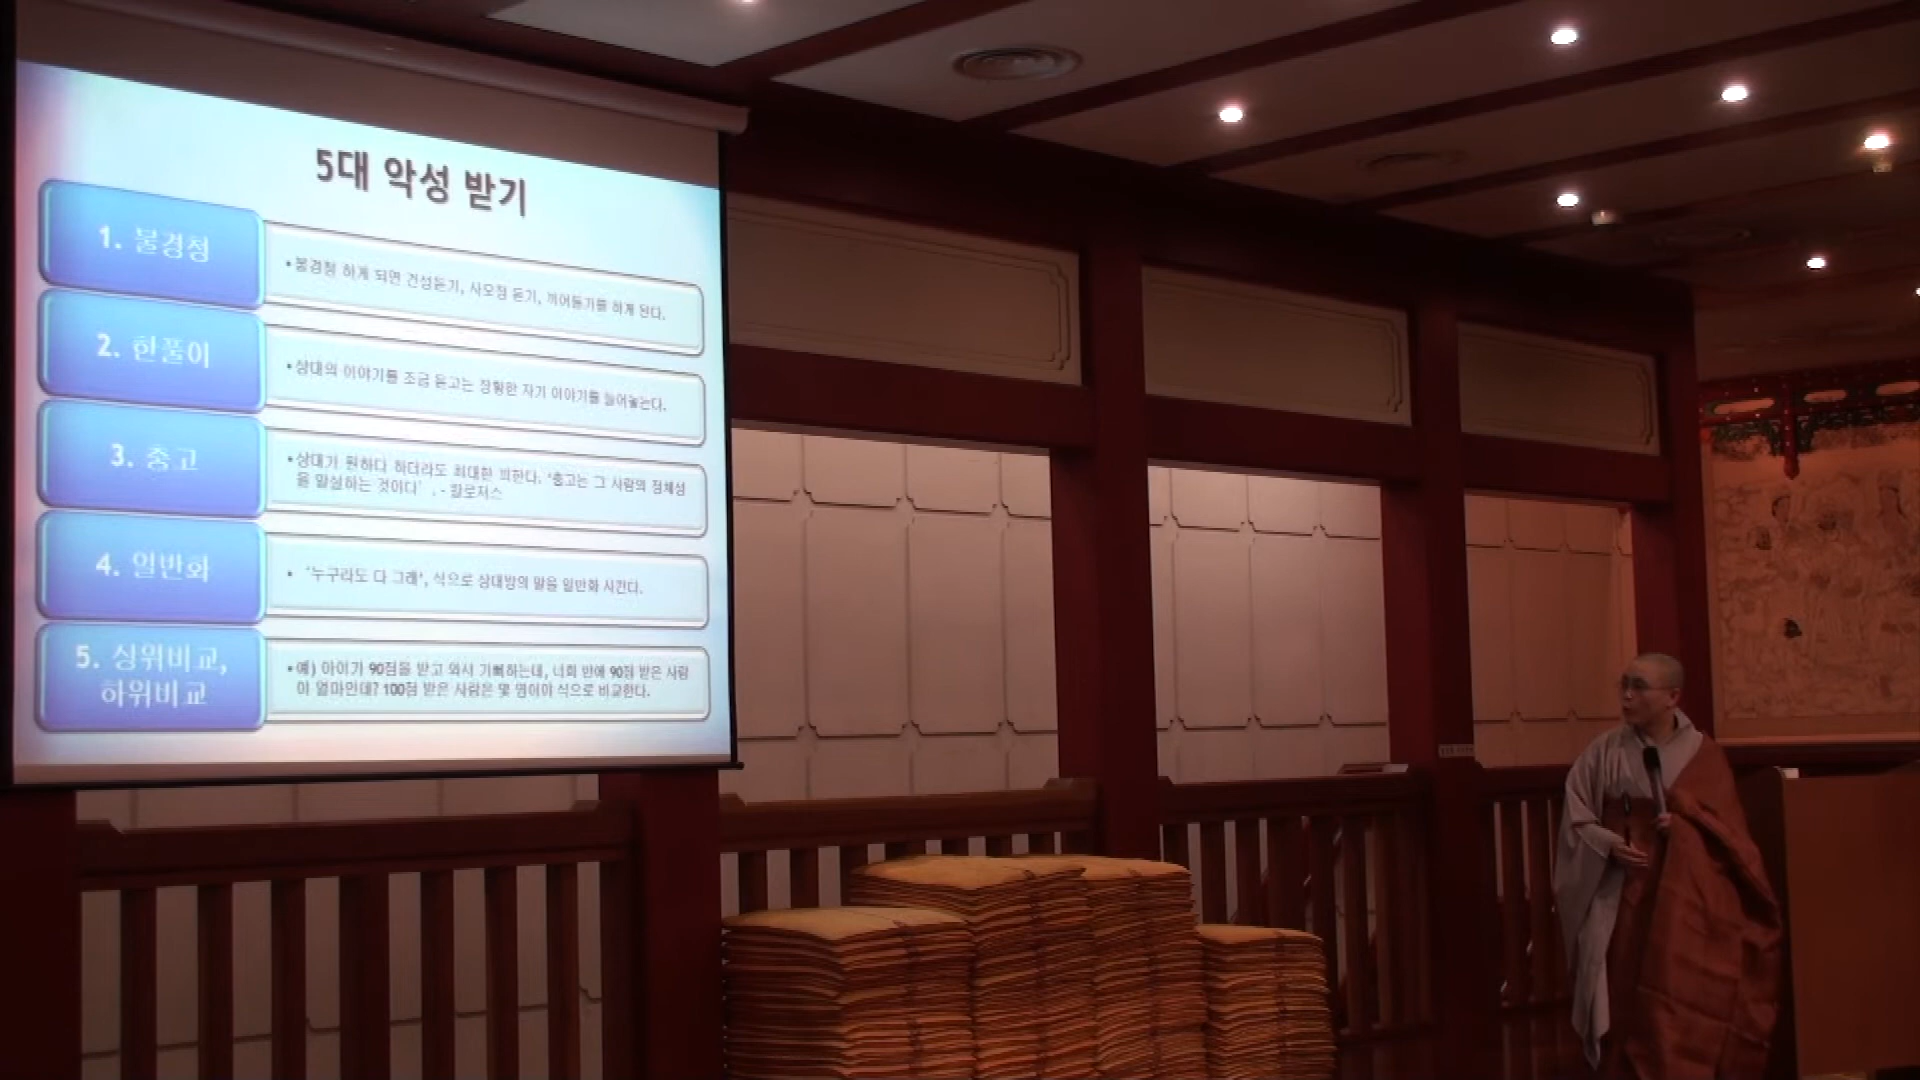 5대 악성 받기
1. 불경청
• 불경청 하게 되면 건성듣기, 사오정 듣기, 끼어들기를 하게 된다.
2. 한풀이
• 상대의 이야기를 조금 듣고는 장황한 자기 이야기를 늘어놓는다.
3. 충고
• 상대가 원하다 하더라도 최대한 피한다. '충고는 그 사람의 정체성
을 말살하는 것이다' . - 칼로저스
4. 일반화
• '누구라도 다 그래', 식으로 상대방의 말을 일반화 시킨다.
5. 상위비교,
하위비교
• 예) 아이가 90점을 받고 와서 기뻐하는데, 너희 반에 90점 받은 사람
이 얼마인데? 100점 받은 사람은 몇 명이야 식으로 비교한다.